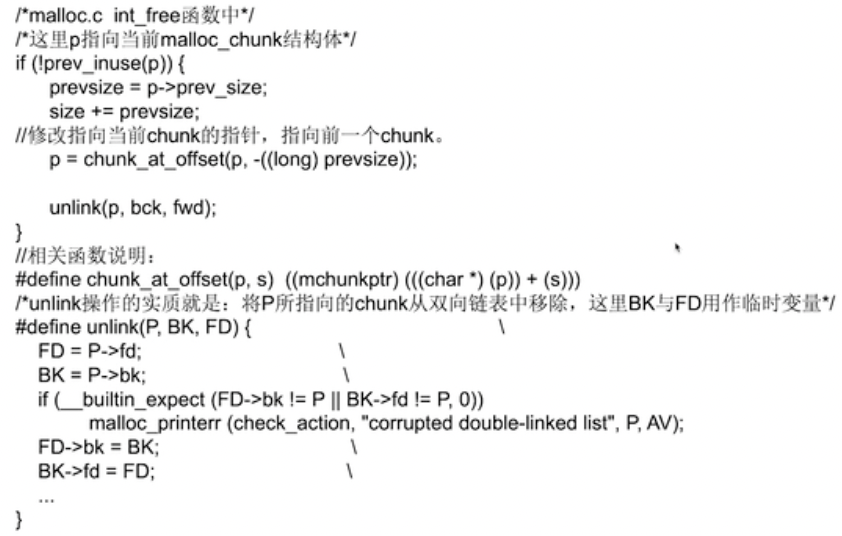 /*malloc.c  int_free函数中*/
/*这里p指向当前malloc_chunk结构体*/
if (!prev_inuse(p)) {
prevsize = p->prev_size;
size += prevsize;
//修改指向当前chunk的指针，指向前一个chunk。
p = chunk_at_offset(p, -((long) prevsize));
unlink(p, bck, fwd);
}
//相关函数说明：
#define chunk_at_offset(p, s)  ((mchunkptr) (((char *) (p)) + (s)))
/*unlink操作的实质就是：将P所指向的chunk从双向链表中移除，这里BK与FD用作临时变量*/
#define unlink(P, BK, FD) { \
FD = P->fd; \
BK = P->bk; \
if (__builtin_expect (FD->bk != P || BK->fd != P, 0))
malloc_printerr (check_action, "corrupted double-linked list", P, AV);
FD->bk = BK; \
BK->fd = FD; \
...
}